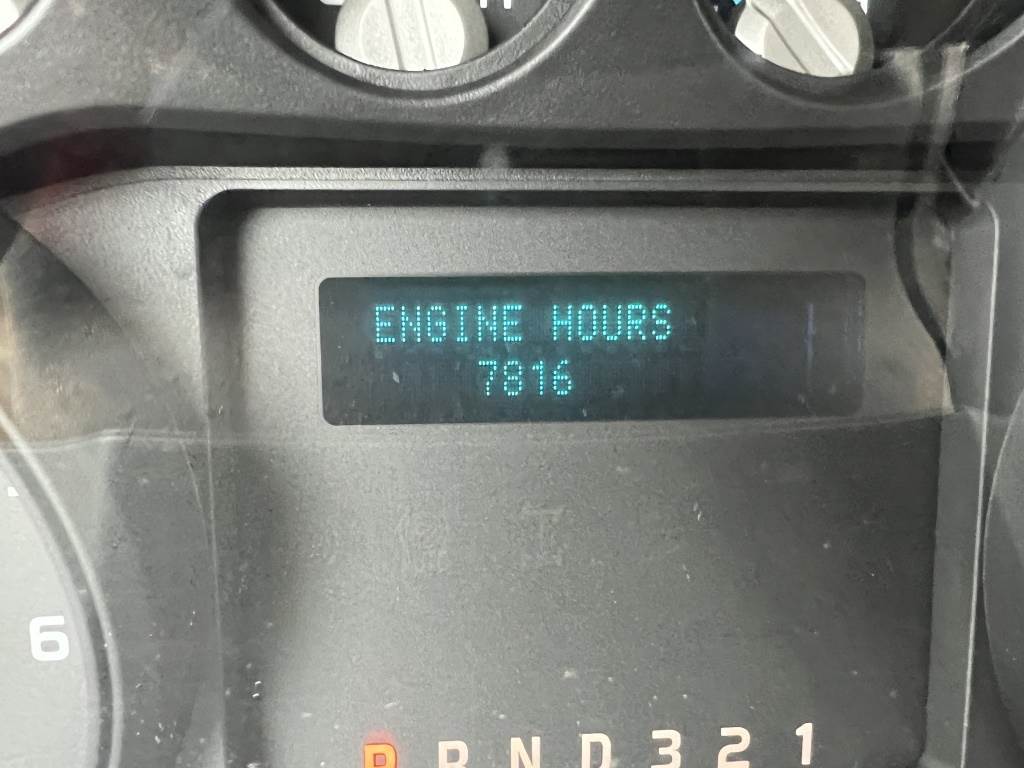 ENGINE HOURS
7816
6
P R N D 3 2 1